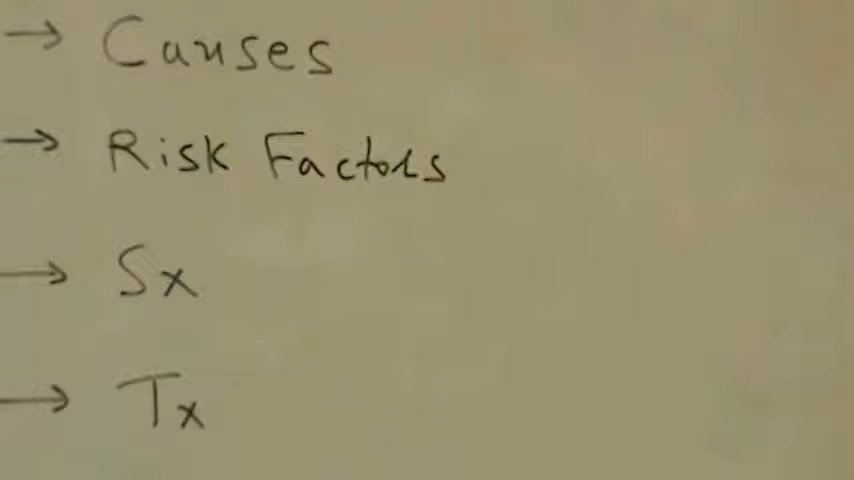 → Causes
→ Risk Factors
→ Sx
→ Tx